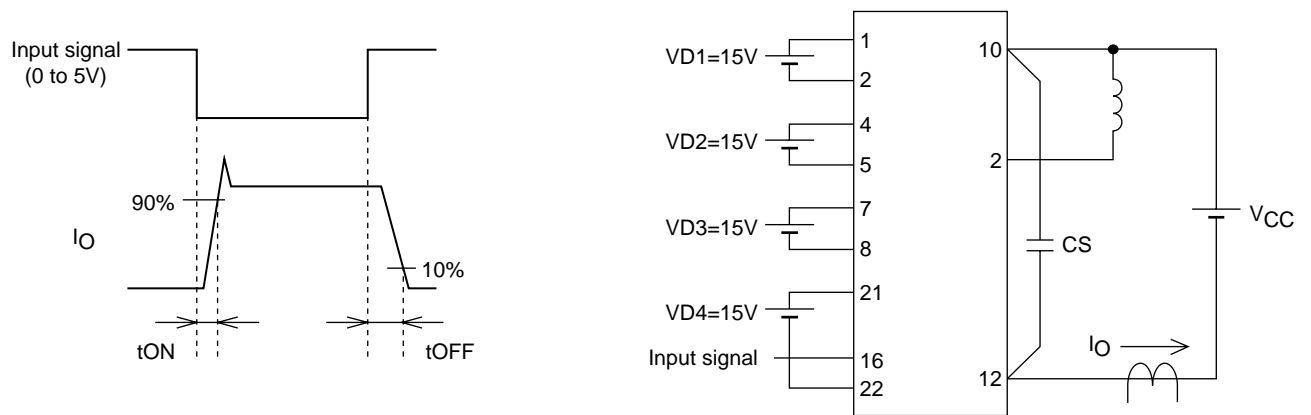 Input signal
(0 to 5V)
90%
IO
10%
tON
tOFF
VD1=15V
1
2
VD2=15V
4
5
VD3=15V
7
8
VD4=15V
21
Input signal
16
22
10
2
12
CS
VCC
IO